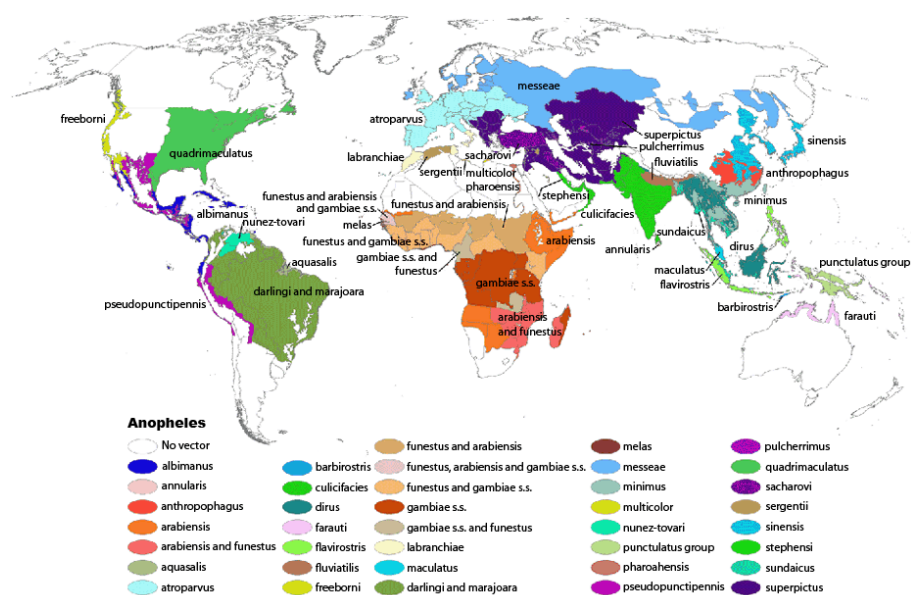 messeae
freeborni
atroparvus
quadrimaculatus
superpictus
sinensis
pulcherrimus
labranchiae
sacharovi
fluviatilis
sergentii
multicolor
anthropophagus
pharoensis
stephensi
minimus
funestus and arabiensis
and gambiae s.s.
funestus and arabiensis
albimanus
culicifacies
nunez-tovari
melas
sundaicus
arabiensis
dirus
funestus and gambiae s.s.
annularis
punctulatus group
gambiae s.s. and
funestus
aquasalis
maculatus
flavirostris
gambiae s.s.
darlingi and marajoara
pseudopunctipennis
barbirostris
farauti
arabiensis
and funestus
Anopheles
No vector
albimanus
annularis
anthropophagus
arabiensis
arabiensis and funestus
aquasalis
atroparvus
barbirostris
culicifacies
dirus
farauti
flavirostris
fluviatilis
freeborni
funestus and arabiensis
funestus, arabiensis and gambiae s.s.
funestus and gambiae s.s.
gambiae s.s.
gambiae s.s. and funestus
labranchiae
maculatus
darlingi and marajoara
melas
messeae
minimus
multicolor
nunez-tovari
punctulatus group
pharoahensis
pseudopunctipennis
pulcherrimus
quadrimaculatus
sacharovi
sergentii
sinensis
stephensi
sundaicus
superpictus